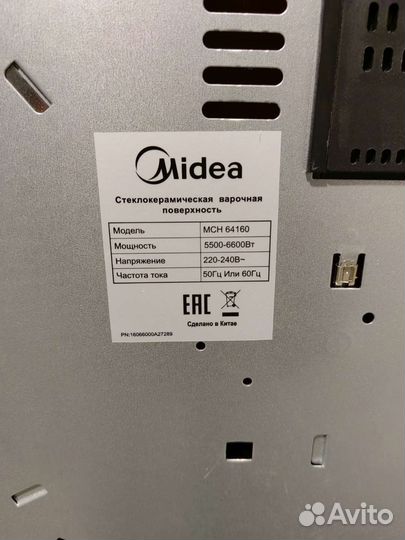 Midea
Стеклокерамическая варочная
поверхность
Модель MCH 64160
Мощность 5500-6600Вт
Напряжение 220-240В~
Частота тока 50Гц Или 60Гц
EAC
Сделано в Китае
PN:16066000A27289
Avito